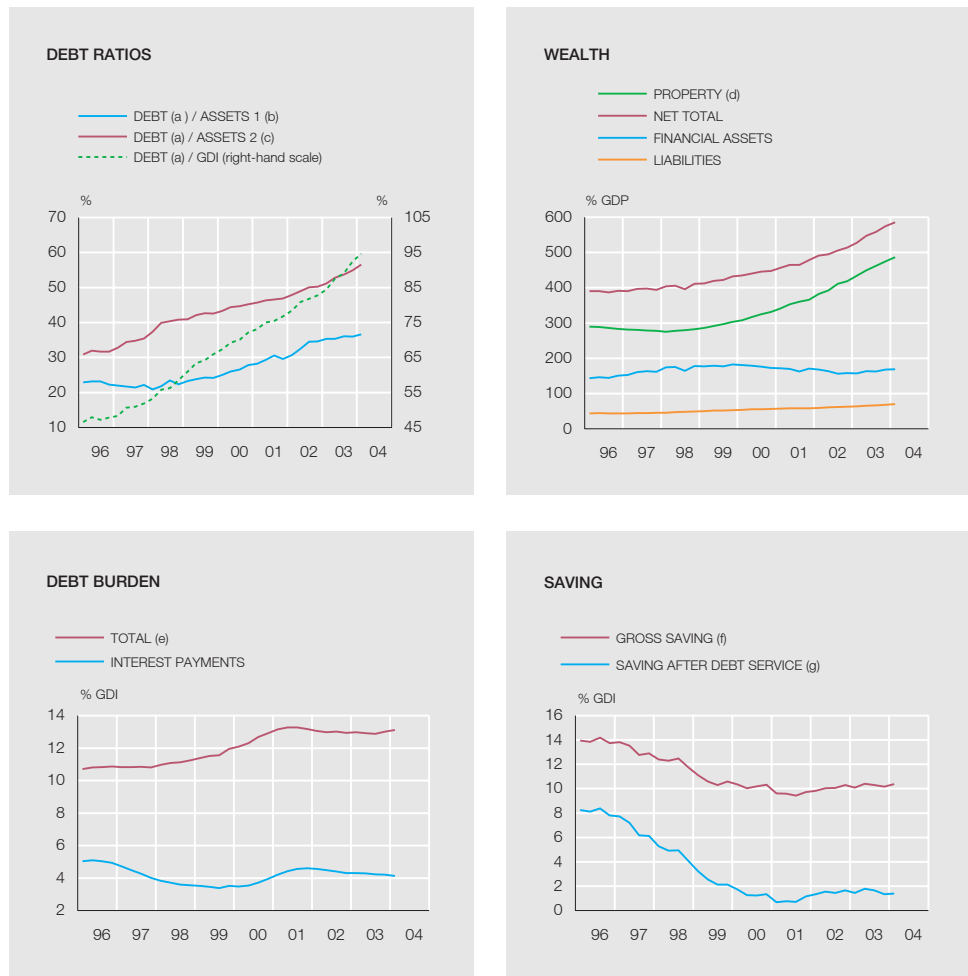 DEBT RATIOS
DEBT (a ) / ASSETS 1 (b)
DEBT (a) / ASSETS 2 (c)
DEBT (a) / GDI (right-hand scale)
% %
70 105
60 95
50 85
40 75
30 65
20 55
10 45
96 97 98 99 00 01 02 03 04
WEALTH
PROPERTY (d)
NET TOTAL
FINANCIAL ASSETS
LIABILITIES
% GDP
600
500
400
300
200
100
0
96 97 98 99 00 01 02 03 04
DEBT BURDEN
TOTAL (e)
INTEREST PAYMENTS
% GDI
14
12
10
8
6
4
2
96 97 98 99 00 01 02 03 04
SAVING
GROSS SAVING (f)
SAVING AFTER DEBT SERVICE (g)
% GDI
16
14
12
10
8
6
4
2
0
96 97 98 99 00 01 02 03 04